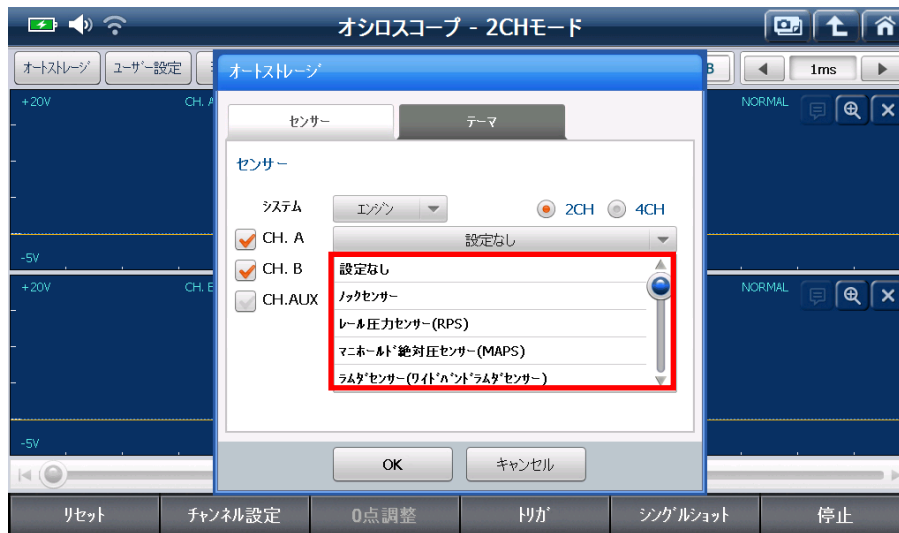 オシロスコープ - 2CHモード
オートストレージ ユーザー設定 B 1ms
オートストレージ
+20V CH. A NORMAL
センサー テーマ
センサー
システム エンジン 2CH 4CH
CH. A 設定なし
-5V
CH. B 設定なし
+20V CH. B NORMAL
CH.AUX ノックセンサー
レール圧力センサー(RPS)
マニホールド絶対圧センサー(MAPS)
ラムダセンサー(ワイドバンドラムダセンサー)
-5V
OK キャンセル
リセット チャンネル設定 0点調整 トリガ シングルショット 停止